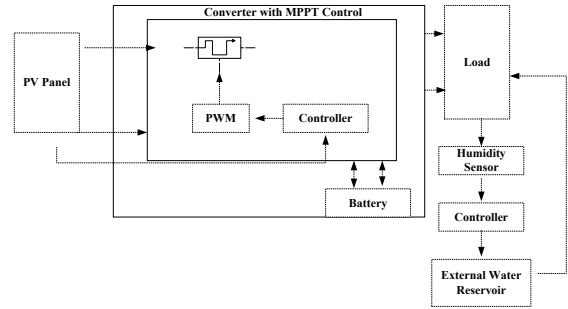 Converter with MPPT Control
PV Panel
PWM
Controller
Battery
Load
Humidity
Sensor
Controller
External Water
Reservoir